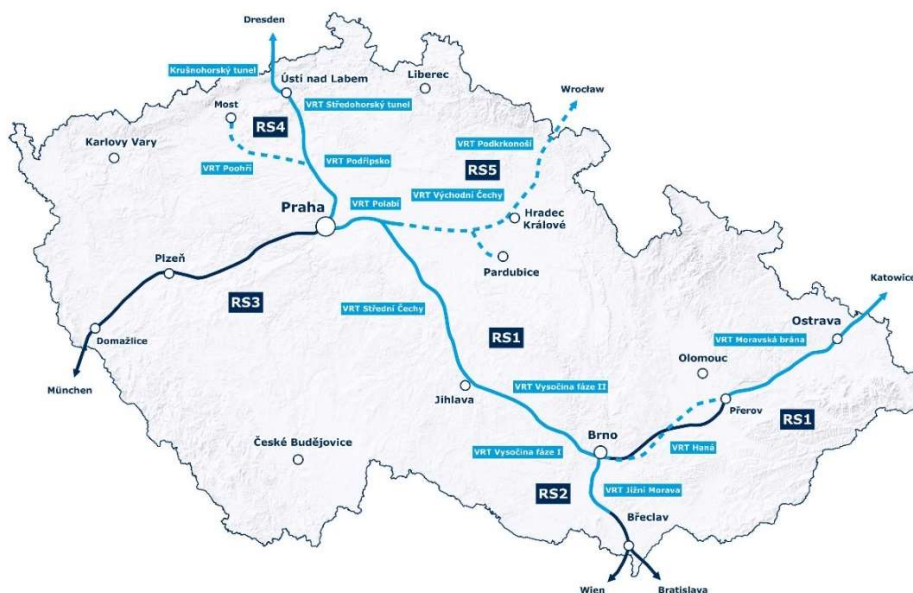 Dresden
Krušnohorský tunel
Ústí nad Labem
Liberec
Wrocław
VRT Středohorský tunel
Most
RS4
VRT Podkrkonoší
Karlovy Vary
VRT Poohří
VRT Podřipsko
RS5
VRT Východní Čechy
Praha
VRT Polabí
Hradec
Králové
Plzeň
Pardubice
Katowice
RS3
VRT Střední Čechy
Ostrava
Domažlice
RS1
VRT Moravská brána
Olomouc
München
Jihlava
VRT Vysočina fáze II
Přerov
RS1
České Budějovice
Brno
VRT Haná
VRT Vysočina fáze I
RS2
VRT Jižní Morava
Břeclav
Wien
Bratislava